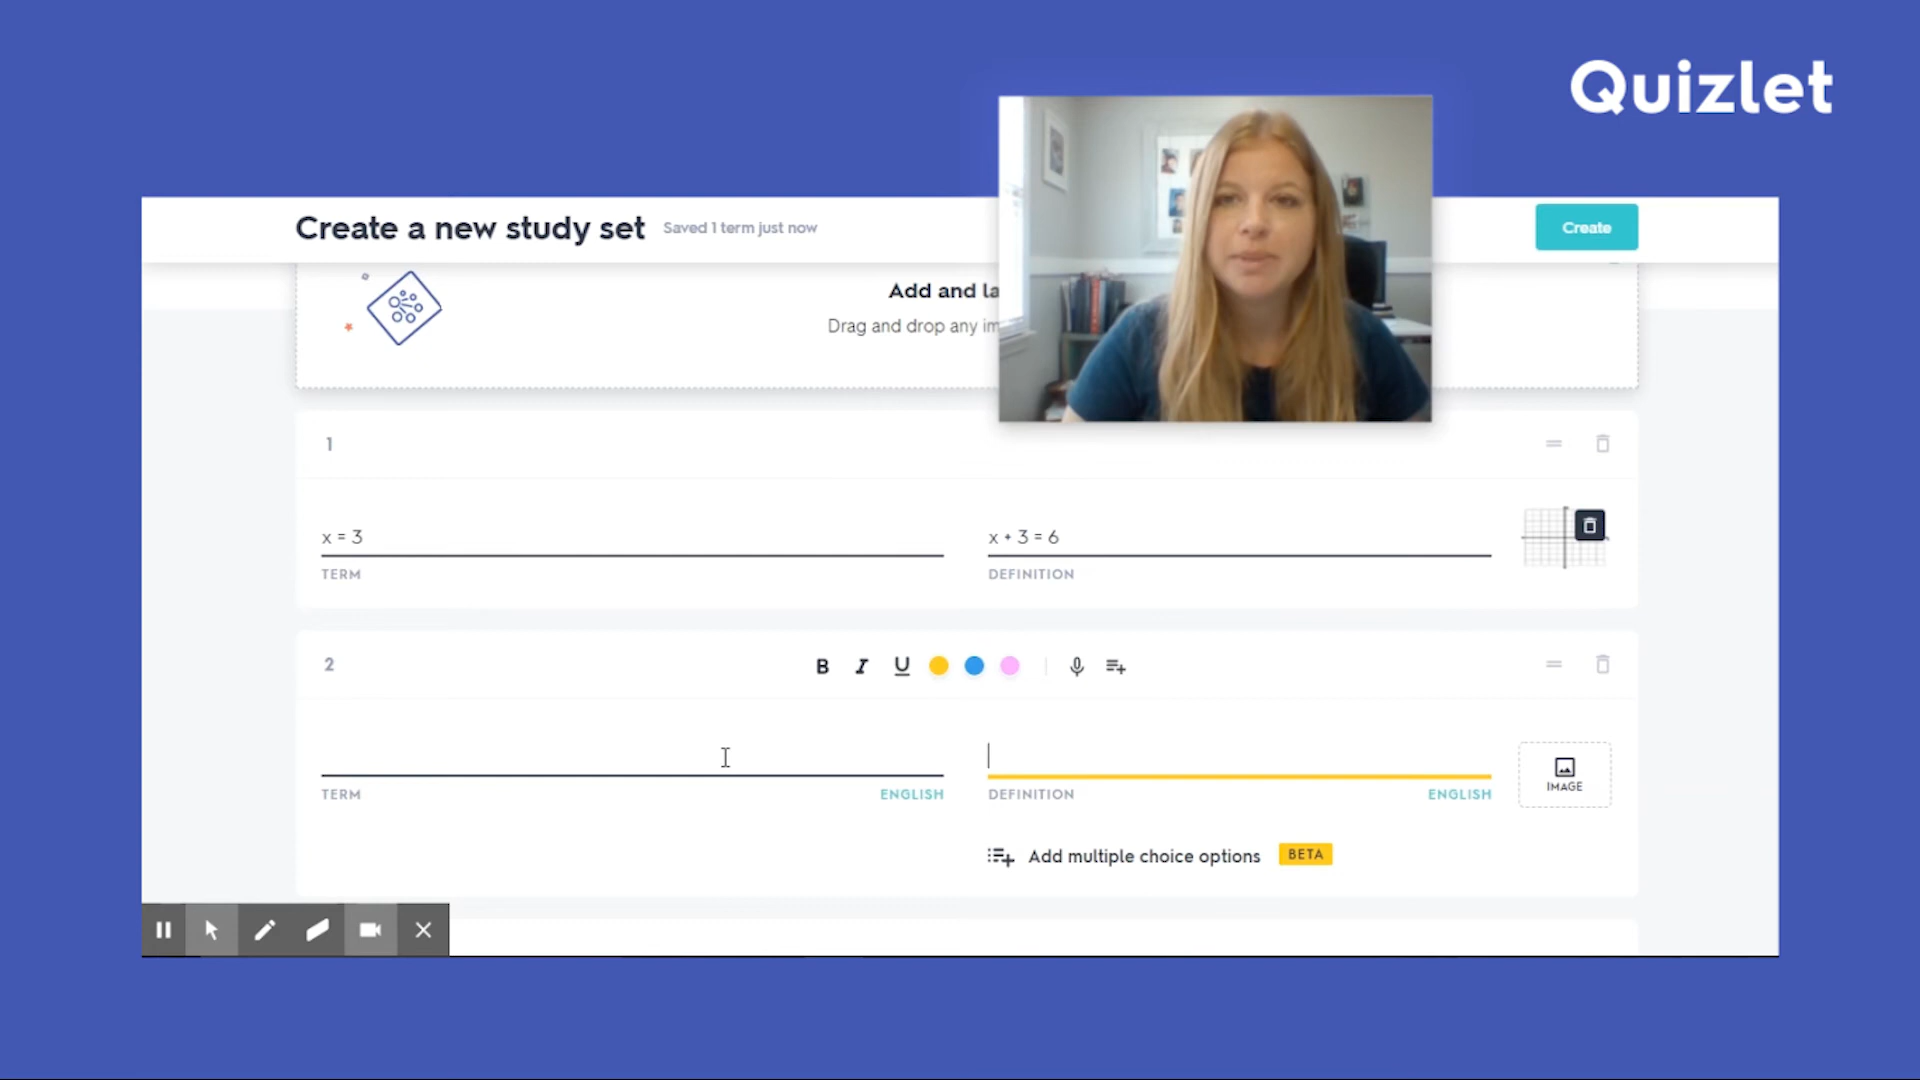 Quizlet
Create a new study set
Saved 1 term just now
Create
Add and la
Drag and drop any im
1
x = 3
x + 3 = 6
TERM
DEFINITION
2
B I U
TERM
ENGLISH
DEFINITION
ENGLISH
IMAGE
Add multiple choice options
BETA